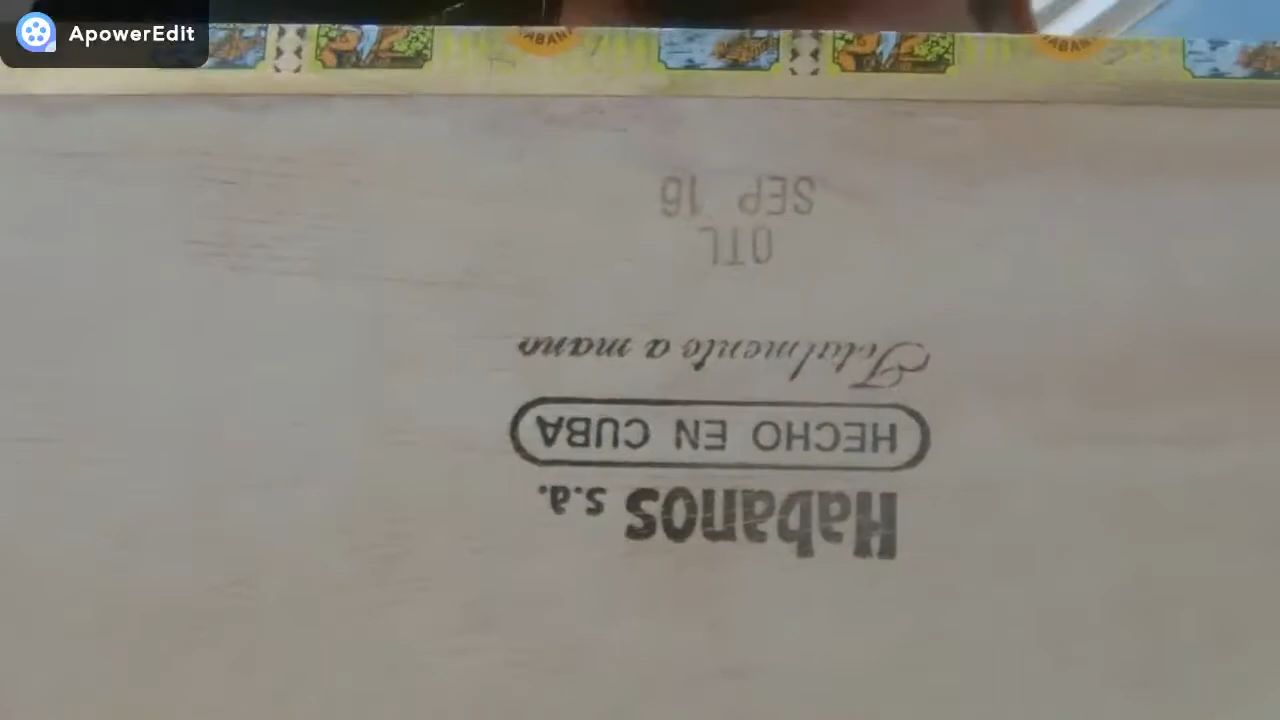 ApowerEdit
Habanos s.a.
HECHO EN CUBA
Totalmente a mano
OTL
SEP 16